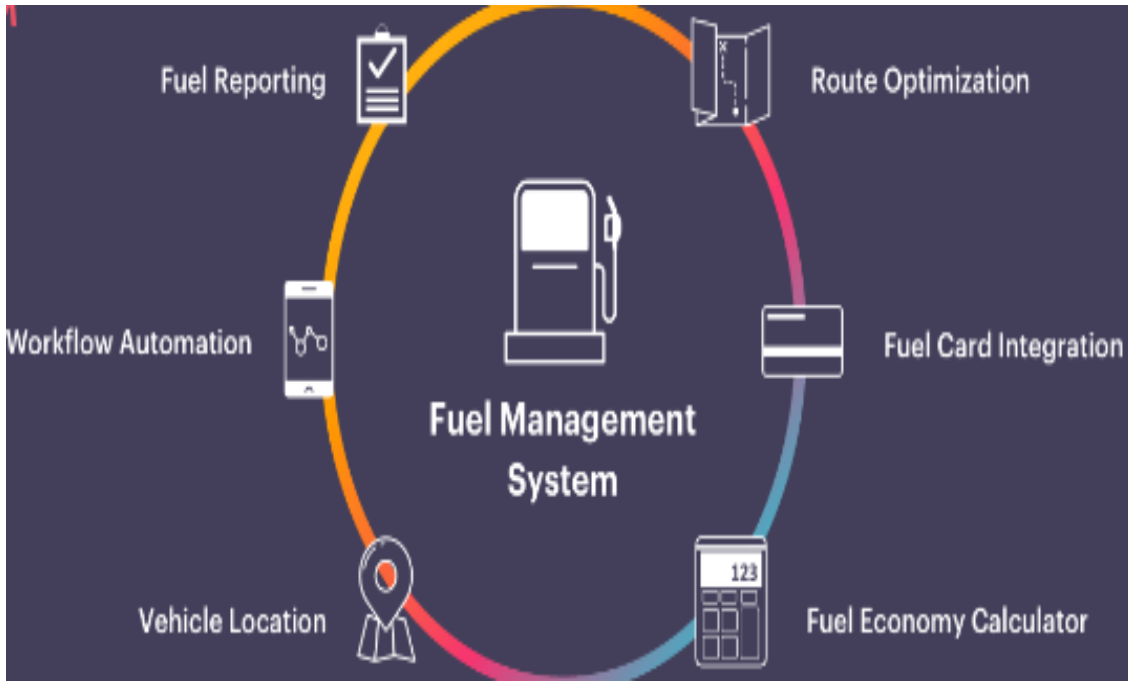 Fuel Reporting
Route Optimization
Workflow Automation
Fuel Card Integration
Fuel Management
System
123
Vehicle Location
Fuel Economy Calculator